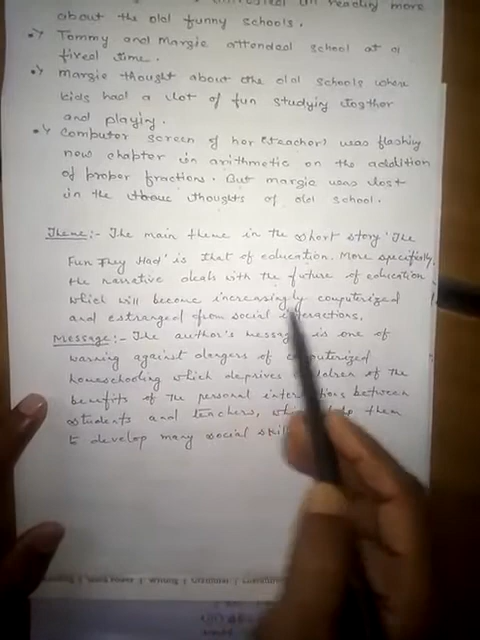 on reading more
about the old funny schools.
Tommy and Margie attended school at a
fixed time.
Margie thought about the old schools where
kids had a lot of fun studying togther
and playing.
Computer screen of her (teacher) was flashing
new chapter in arithmetic on the addition
of proper fractions. But margie was lost
in the thoughts of old school.
Theme:- The main theme in the short story 'The
Fun They Had' is that of education. More specifically,
the narrative deals with the future of education
which will become increasingly computerized
and estranged from social interactions.
Message:- The author's message is one of
warning against dangers of computerized
homeschooling which deprives children of the
benefits of the personal interactions between
students and teachers, which help them
to develop many social skill